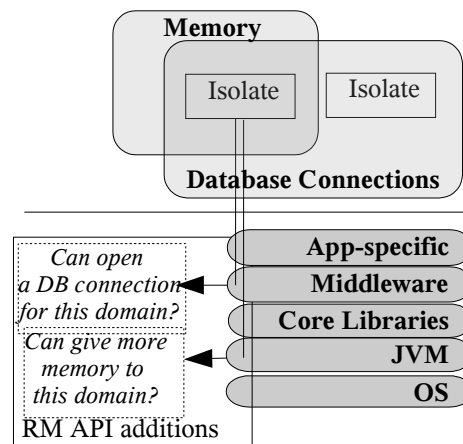 Memory
Isolate
Isolate
Database Connections
App-specific
Can open
a DB connection
for this domain?
Middleware
Core Libraries
Can give more
memory to
this domain?
JVM
OS
RM API additions